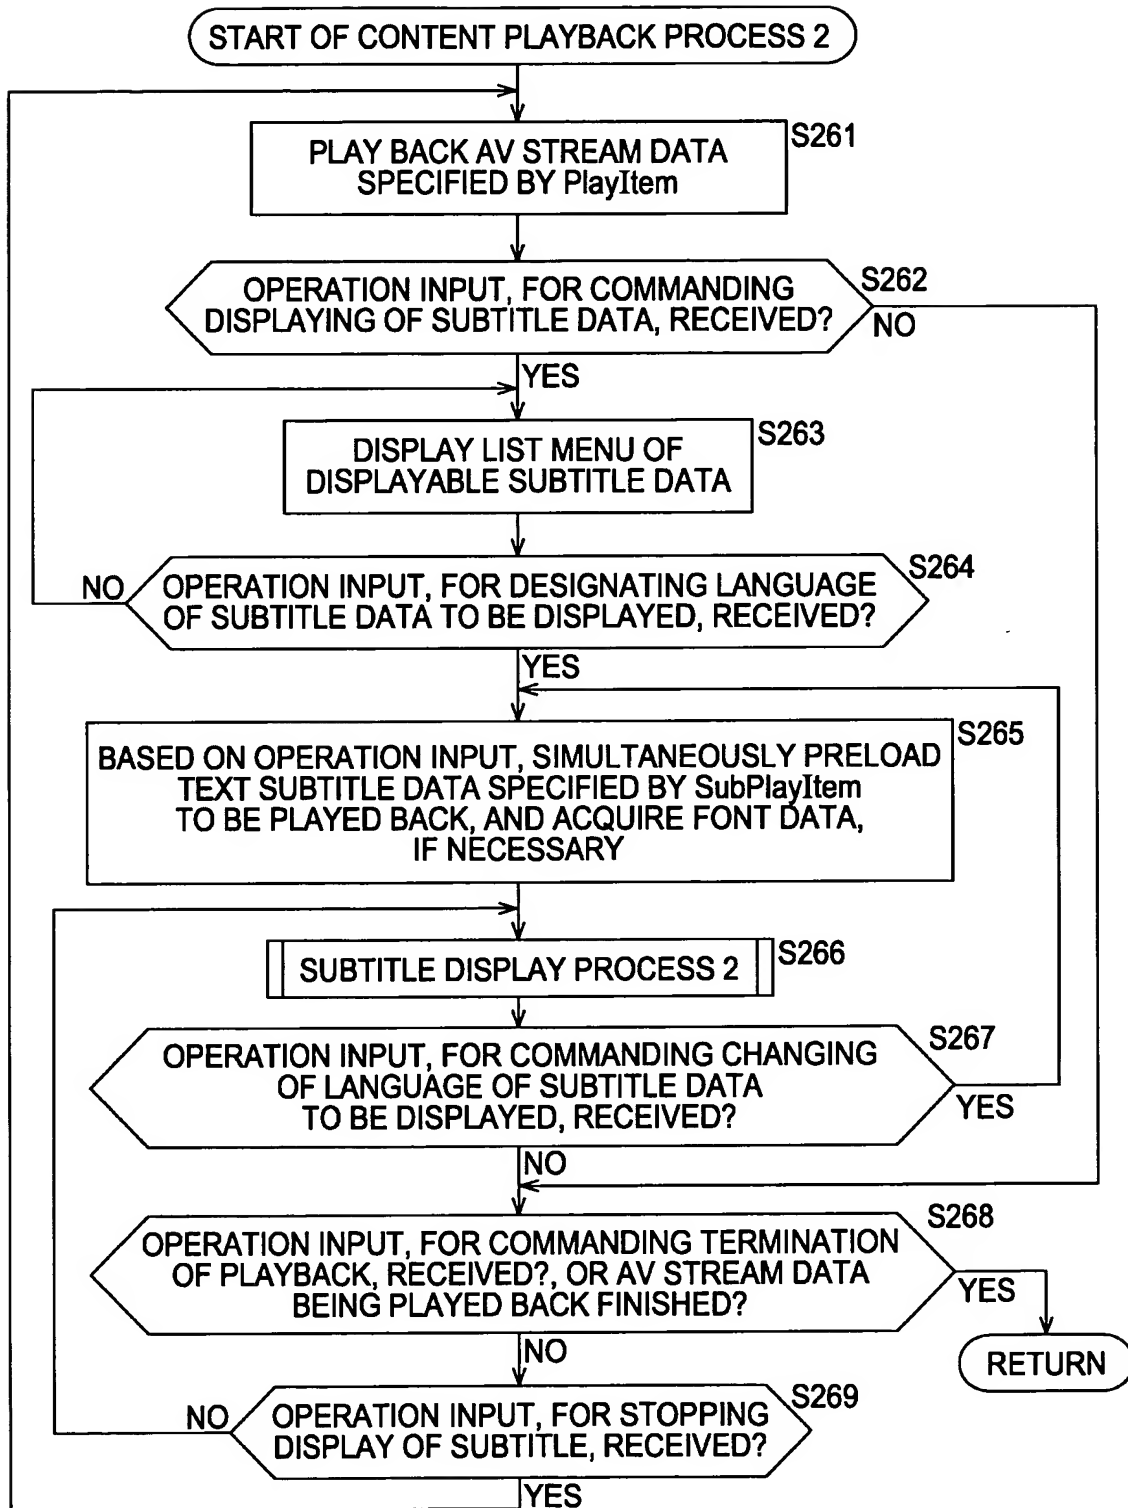 START OF CONTENT PLAYBACK PROCESS 2
S261
PLAY BACK AV STREAM DATA
SPECIFIED BY PlayItem
S262
OPERATION INPUT, FOR COMMANDING
DISPLAYING OF SUBTITLE DATA, RECEIVED?
NO
YES
S263
DISPLAY LIST MENU OF
DISPLAYABLE SUBTITLE DATA
S264
NO
OPERATION INPUT, FOR DESIGNATING LANGUAGE
OF SUBTITLE DATA TO BE DISPLAYED, RECEIVED?
YES
S265
BASED ON OPERATION INPUT, SIMULTANEOUSLY PRELOAD
TEXT SUBTITLE DATA SPECIFIED BY SubPlayItem
TO BE PLAYED BACK, AND ACQUIRE FONT DATA,
IF NECESSARY
S266
SUBTITLE DISPLAY PROCESS 2
S267
OPERATION INPUT, FOR COMMANDING CHANGING
OF LANGUAGE OF SUBTITLE DATA
TO BE DISPLAYED, RECEIVED?
YES
NO
S268
OPERATION INPUT, FOR COMMANDING TERMINATION
OF PLAYBACK, RECEIVED?, OR AV STREAM DATA
BEING PLAYED BACK FINISHED?
YES
NO
RETURN
S269
NO
OPERATION INPUT, FOR STOPPING
DISPLAY OF SUBTITLE, RECEIVED?
YES